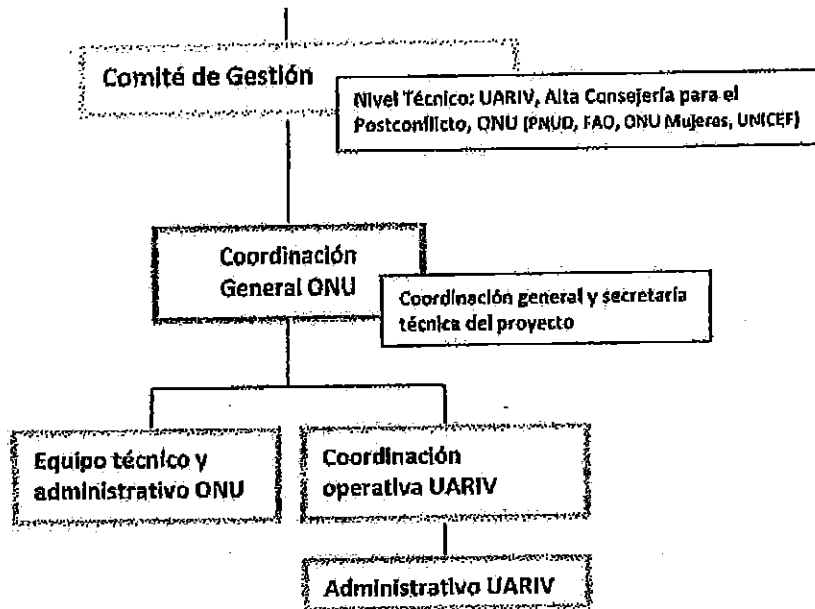 Comité de Gestión
Nivel Técnico: UARIV, Alta Consejería para el
Postconflicto, ONU (PNUD, FAO, ONU Mujeres, UNICEF)
Coordinación
General ONU
Coordinación general y secretaría
técnica del proyecto
Equipo técnico y
administrativo ONU
Coordinación
operativa UARIV
Administrativo UARIV